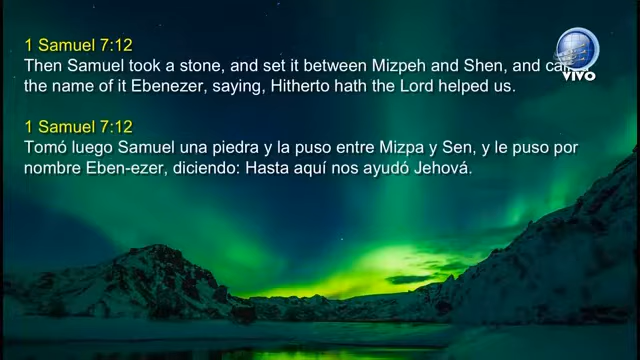 1 Samuel 7:12
Then Samuel took a stone, and set it between Mizpeh and Shen, and
the name of it Ebenezer, saying, Hitherto hath the Lord helped us.
1 Samuel 7:12
Tomó luego Samuel una piedra y la puso entre Mizpa y Sen, y le puso por
nombre Eben-ezer, diciendo: Hasta aquí nos ayudó Jehová.
VIVO